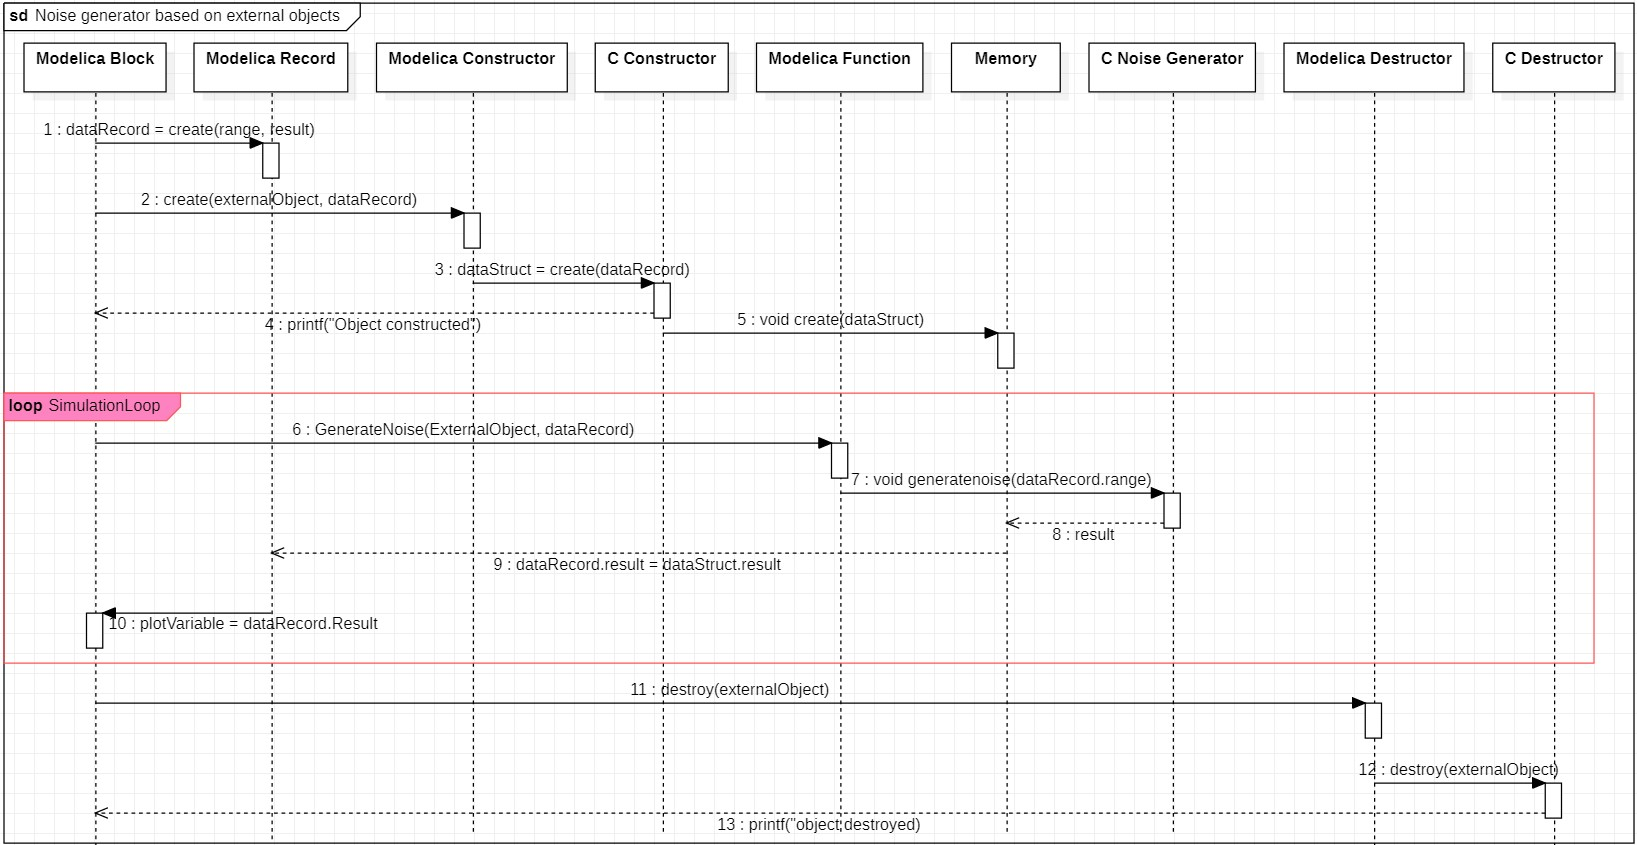 sd Noise generator based on external objects
Modelica Block
Modelica Record
Modelica Constructor
C Constructor
Modelica Function
Memory
C Noise Generator
Modelica Destructor
C Destructor
1 : dataRecord = create(range, result)
2 : create(externalObject, dataRecord)
3 : dataStruct = create(dataRecord)
4 : printf("Object constructed")
5 : void create(dataStruct)
loop SimulationLoop
6 : GenerateNoise(ExternalObject, dataRecord)
7 : void generatenoise(dataRecord.range)
8 : result
9 : dataRecord.result = dataStruct.result
10 : plotVariable = dataRecord.Result
11 : destroy(externalObject)
12 : destroy(externalObject)
13 : printf("object destroyed)